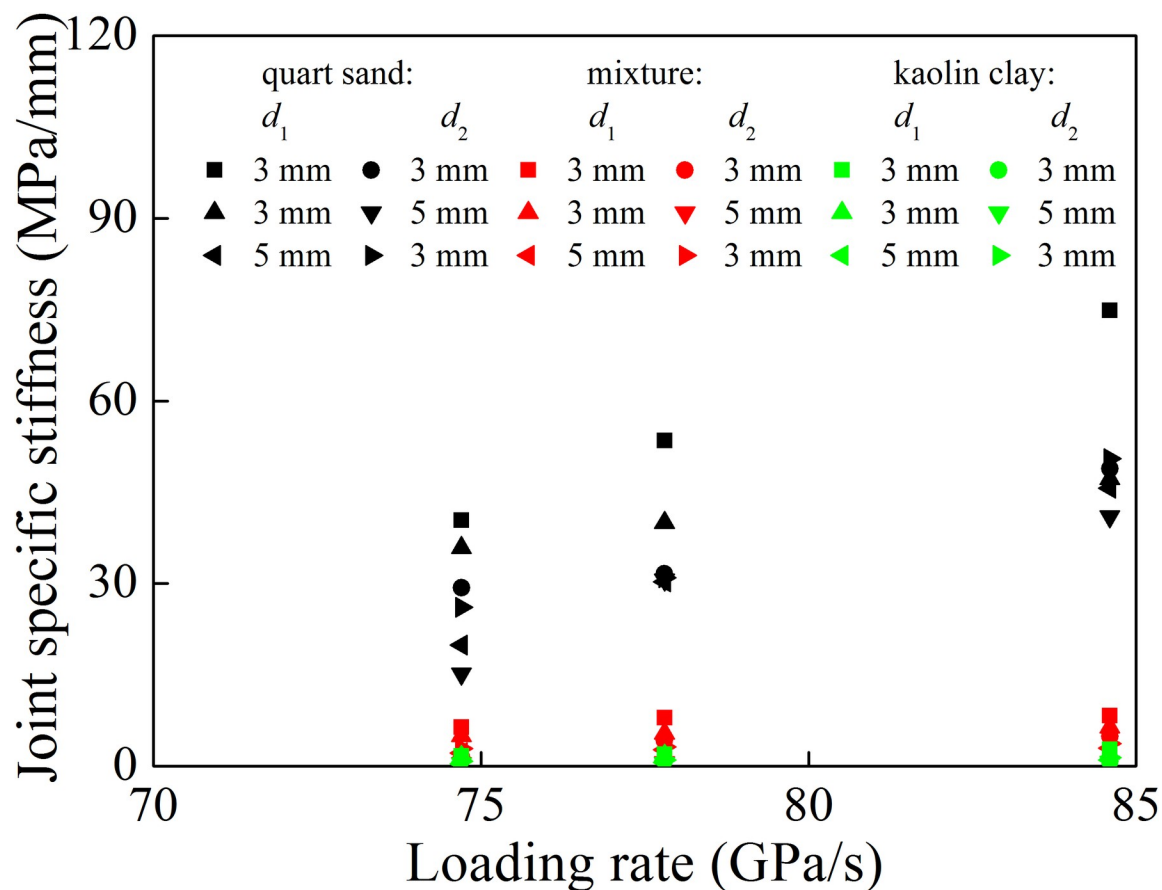 Joint specific stiffness (MPa/mm)
120
90
60
30
0
quart sand: mixture: kaolin clay:
d1 d2 d1 d2 d1 d2
3 mm 3 mm 3 mm 3 mm 3 mm 3 mm
3 mm 5 mm 3 mm 5 mm 3 mm 5 mm
5 mm 3 mm 5 mm 3 mm 5 mm 3 mm
70 75 80 85
Loading rate (GPa/s)